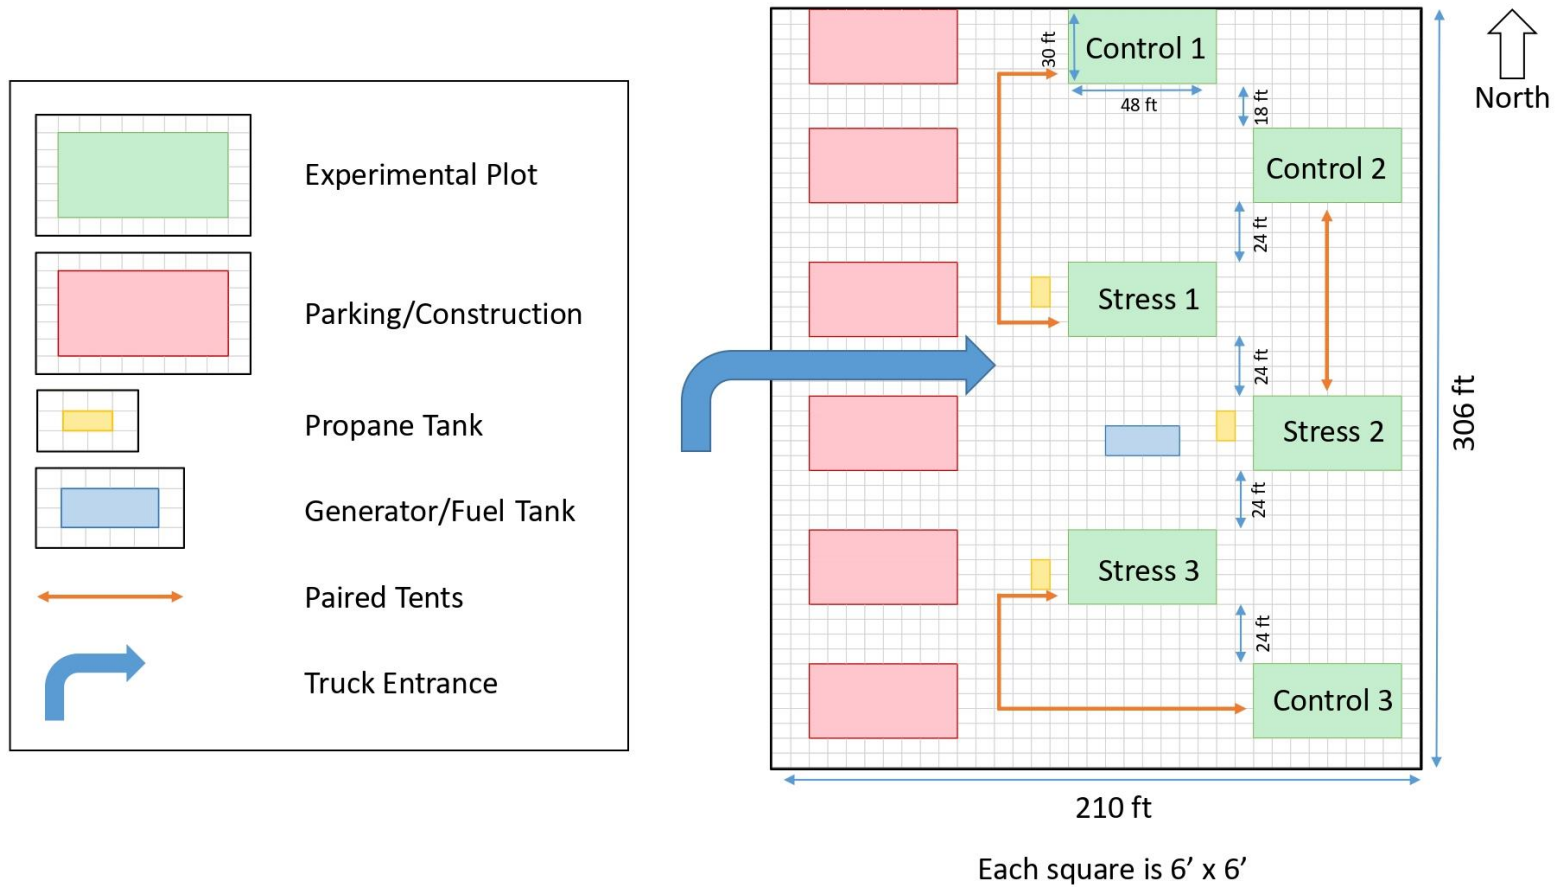 Experimental Plot
Parking/Construction
Propane Tank
Generator/Fuel Tank
Paired Tents
Truck Entrance
30 ft
Control 1
48 ft
18 ft
Control 2
24 ft
Stress 1
24 ft
Stress 2
24 ft
Stress 3
24 ft
Control 3
306 ft
210 ft
Each square is 6’ x 6’
North